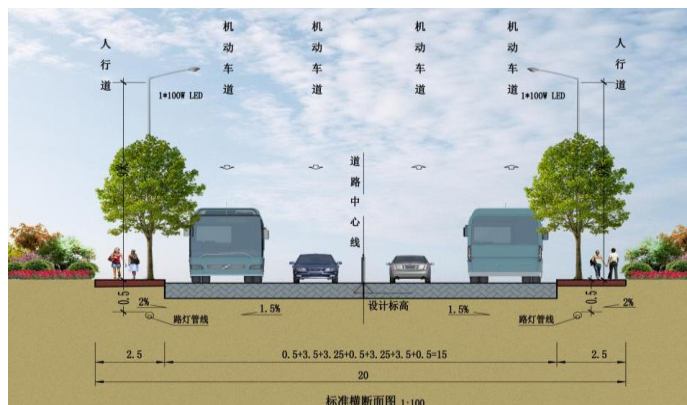 人行道
机动车道
机动车道
机动车道
机动车道
人行道
1*100W LED
1*100W LED
道路中心线
0.5
2%
1.5%
设计标高
1.5%
0.5
2%
路灯管线
路灯管线
2.5
0.5+3.5+3.25+0.5+3.25+3.5+0.5=15
2.5
20
标准横断面图 1:100